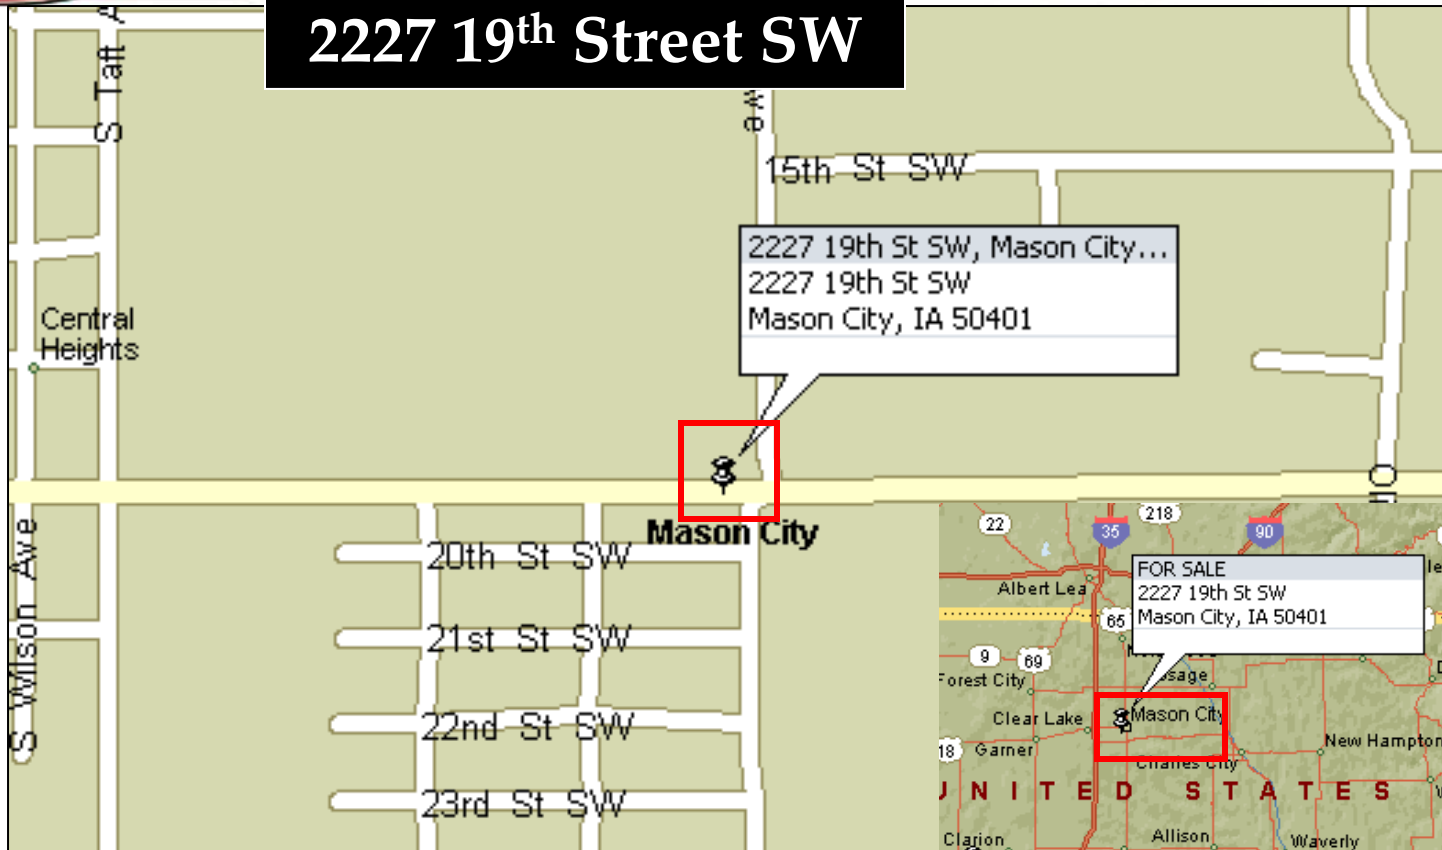 2227 19th Street SW
S Taft A
we
15th St SW
2227 19th St SW, Mason City...
2227 19th St SW
Mason City, IA 50401
Central
Heights
Mason City
S Wilson Ave
20th St SW
21st St SW
22nd St SW
23rd St SW
22
35
218
90
FOR SALE
2227 19th St SW
Mason City, IA 50401
Albert Lea
65
9
69
Forest City
sage
Clear Lake
Mason City
18
Garner
New Hampton
Charles City
UNITED STATES
Clarion
Allison
Waverly